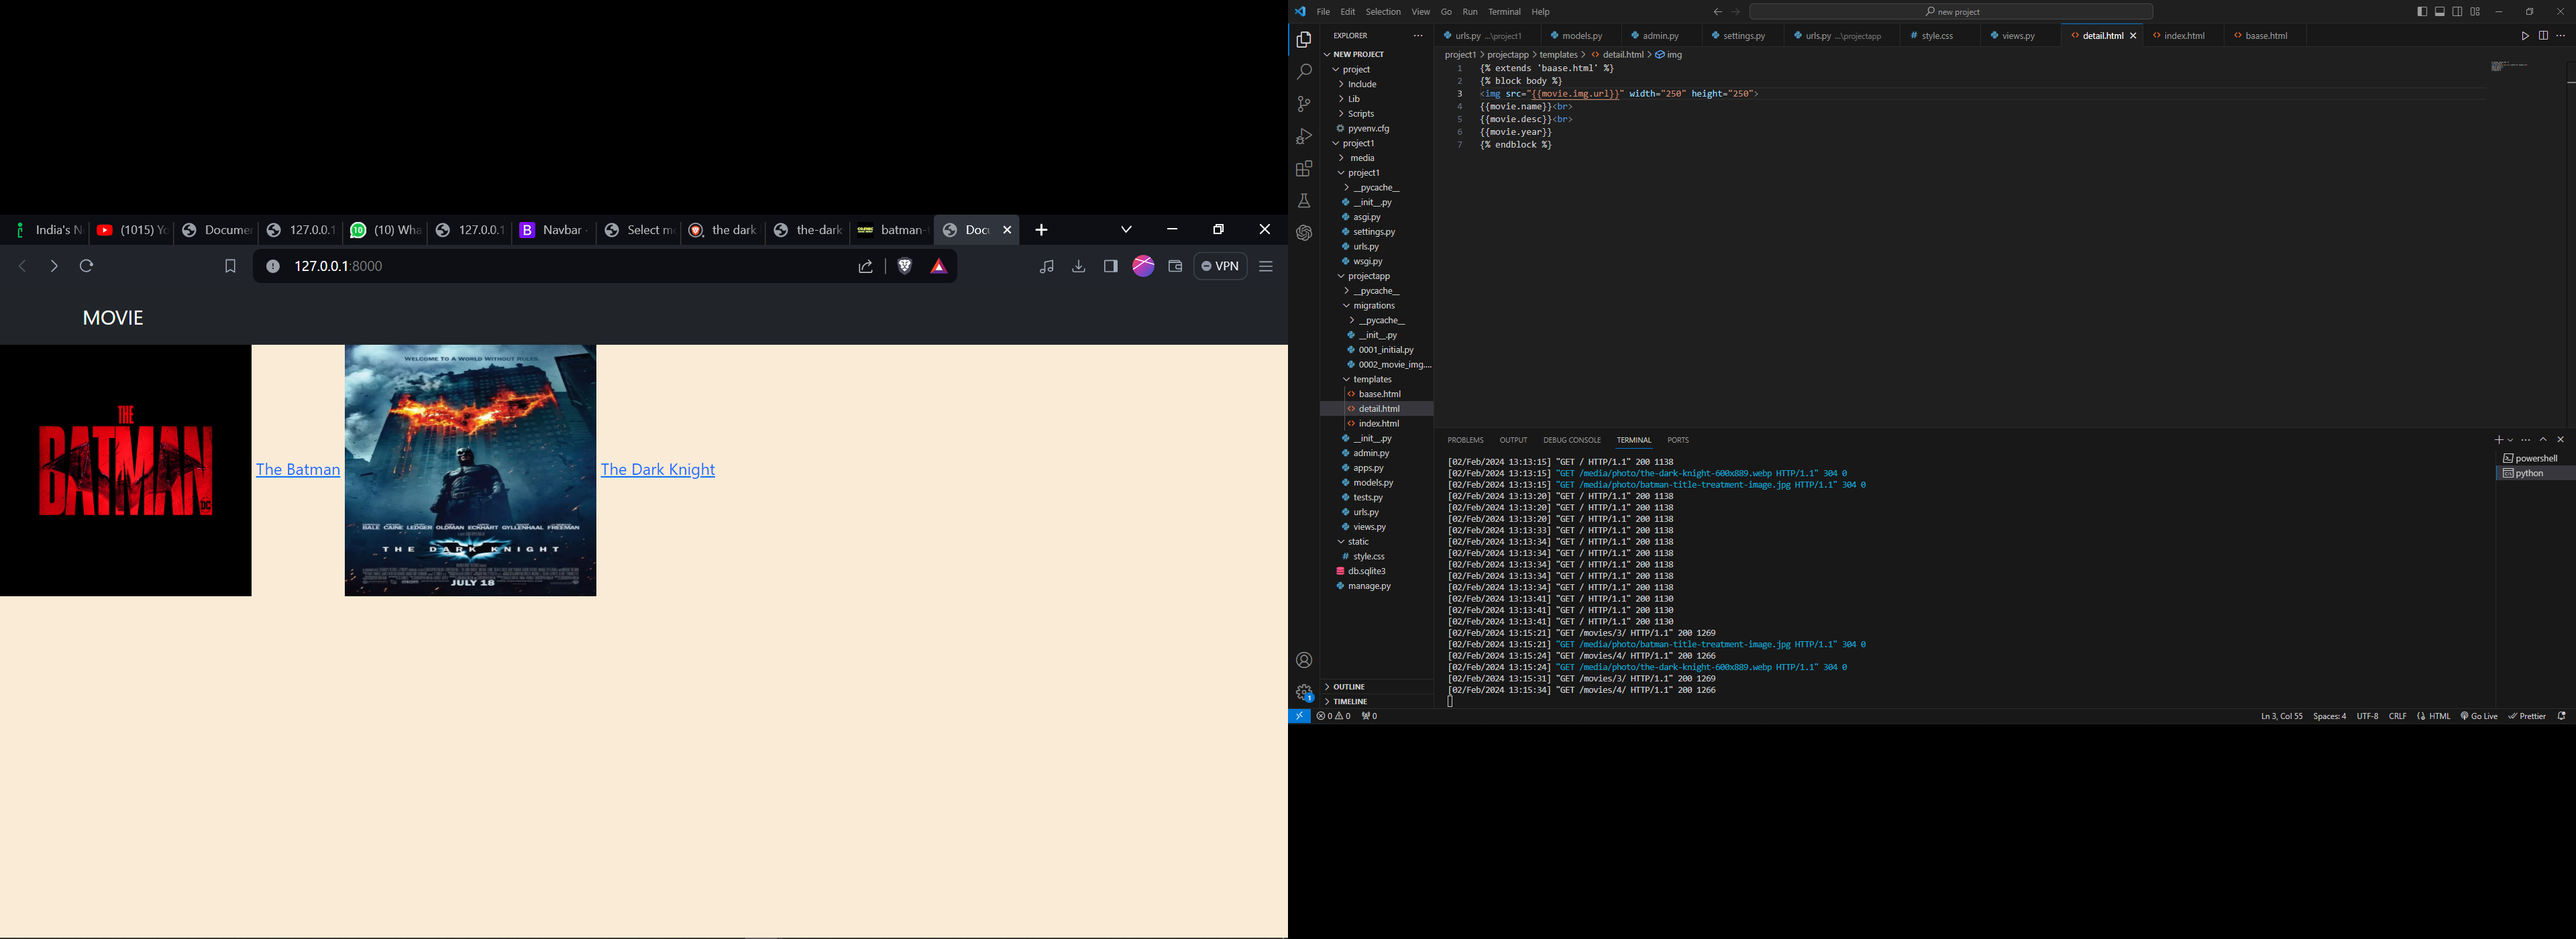 India's N
(1015) Yo
Documen
127.0.0.1
(10) Wha
127.0.0.1
Navbar -
Select m
the dark
the-dark
batman-t
Doc
127.0.0.1:8000
VPN
MOVIE
THE
BATMAN
DC
The Batman
WELCOME TO A WORLD WITHOUT RULES.
BALE CAINE LEDGER OLDMAN ECKHART GYLLENHAAL FREEMAN
THE DARK KNIGHT
JULY 18
The Dark Knight
File Edit Selection View Go Run Terminal Help
new project
EXPLORER
NEW PROJECT
project
Include
Lib
Scripts
pyvenv.cfg
project1
media
project1
__pycache__
__init__.py
asgi.py
settings.py
urls.py
wsgi.py
projectapp
__pycache__
migrations
__pycache__
__init__.py
0001_initial.py
0002_movie_img....
templates
baase.html
detail.html
index.html
__init__.py
admin.py
apps.py
models.py
tests.py
urls.py
views.py
static
style.css
db.sqlite3
manage.py
OUTLINE
TIMELINE
urls.py ...\project1
models.py
admin.py
settings.py
urls.py ...\projectapp
style.css
views.py
detail.html
index.html
baase.html
project1 > projectapp > templates > detail.html > img
1 {% extends 'baase.html' %}
2 {% block body %}
3 <img src="{{movie.img.url}}" width="250" height="250">
4 {{movie.name}}<br>
5 {{movie.desc}}<br>
6 {{movie.year}}
7 {% endblock %}
PROBLEMS OUTPUT DEBUG CONSOLE TERMINAL PORTS
[02/Feb/2024 13:13:15] "GET / HTTP/1.1" 200 1138
[02/Feb/2024 13:13:15] "GET /media/photo/the-dark-knight-600x889.webp HTTP/1.1" 304 0
[02/Feb/2024 13:13:15] "GET /media/photo/batman-title-treatment-image.jpg HTTP/1.1" 304 0
[02/Feb/2024 13:13:20] "GET / HTTP/1.1" 200 1138
[02/Feb/2024 13:13:20] "GET / HTTP/1.1" 200 1138
[02/Feb/2024 13:13:20] "GET / HTTP/1.1" 200 1138
[02/Feb/2024 13:13:33] "GET / HTTP/1.1" 200 1138
[02/Feb/2024 13:13:34] "GET / HTTP/1.1" 200 1138
[02/Feb/2024 13:13:34] "GET / HTTP/1.1" 200 1138
[02/Feb/2024 13:13:34] "GET / HTTP/1.1" 200 1138
[02/Feb/2024 13:13:34] "GET / HTTP/1.1" 200 1138
[02/Feb/2024 13:13:34] "GET / HTTP/1.1" 200 1138
[02/Feb/2024 13:13:41] "GET / HTTP/1.1" 200 1130
[02/Feb/2024 13:13:41] "GET / HTTP/1.1" 200 1130
[02/Feb/2024 13:13:41] "GET / HTTP/1.1" 200 1130
[02/Feb/2024 13:15:21] "GET /movies/3/ HTTP/1.1" 200 1269
[02/Feb/2024 13:15:21] "GET /media/photo/batman-title-treatment-image.jpg HTTP/1.1" 304 0
[02/Feb/2024 13:15:24] "GET /movies/4/ HTTP/1.1" 200 1266
[02/Feb/2024 13:15:24] "GET /media/photo/the-dark-knight-600x889.webp HTTP/1.1" 304 0
[02/Feb/2024 13:15:31] "GET /movies/3/ HTTP/1.1" 200 1269
[02/Feb/2024 13:15:34] "GET /movies/4/ HTTP/1.1" 200 1266
powershell
python
0 0 0
Ln 3, Col 55 Spaces: 4 UTF-8 CRLF HTML Go Live Prettier